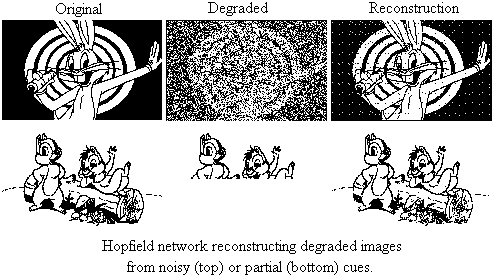 Original Degraded Reconstruction
Hopfield network reconstructing degraded images
from noisy (top) or partial (bottom) cues.